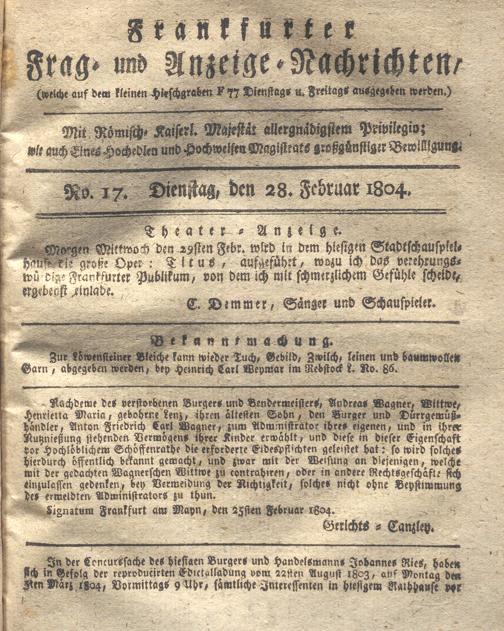 Frankfurter
Frag- und Anzeige-Nachrichten,
(welche auf dem kleinen Hirschgraben F 77 Dienstags u. Freitags ausgegeben werden.)
Mit Römisch- Kaiserl. Majestät allergnädigstem Privilegio;
wie auch Eines Hochedlen und Hochweisen Magistrats großgünstiger Bewilligung.
No. 17. Dienstag, den 28. Februar 1804.
Theater-Anzeige.
Morgen Mittwoch den 29sten Febr. wird in dem hiesigen Stadtschauspiel-
hause die große Oper: Titus, aufgeführt, wozu ich das verehrungs-
würdige Frankfurter Publikum, von dem ich mit schmerzlichem Gefühle scheide,
ergebenst einlade.
C. Demmer, Sänger und Schauspieler.
Bekanntmachung.
Zur Löwensteiner Bleiche kann wieder Tuch, Gebild, Zwilch, leinen und baumwollen
Garn, abgegeben werden, bey Heinrich Carl Weymar im Rebstock L. No. 86.
Nachdeme des verstorbenen Burgers und Bendermeisters, Andreas Wagner, Wittwe,
Henrietta Maria, gebohrne Lenz, ihren ältesten Sohn, den Burger und Dürrgemüß-
händler, Anton Friedrich Carl Wagner, zum Administrator ihres eigenen, und in ihrer
Nutznießung stehenden Vermögens ihrer Kinder erwählt, und diese in dieser Eigenschaft
vor Hochlöblichem Schöffenrathe die erforderte Eidespflichten geleistet hat: so wird solches
hierdurch öffentlich bekannt gemacht, und zwar mit der Weisung an diejenigen, welche
mit der gedachten Wagnerschen Wittwe zu contrahiren, oder in andere Rechtsgeschäfte sich
einzulassen gedenken, bey Vermeidung der Nichtigkeit, solches nicht ohne Beystimmung
des ermeldten Administrators zu thun.
Signatum Frankfurt am Mayn, den 25sten Februar 1804.
Gerichts-Canzley.
In der Concurssache des hiesigen Burgers und Handelsmanns Johannes Ries, haben
sich in Gefolg der reproducirten Edictalladung vom 22sten August 1803, auf Montag den
5ten März 1804, Vormittags 9 Uhr, sämtliche Interessenten in hiesigem Rathhause vor